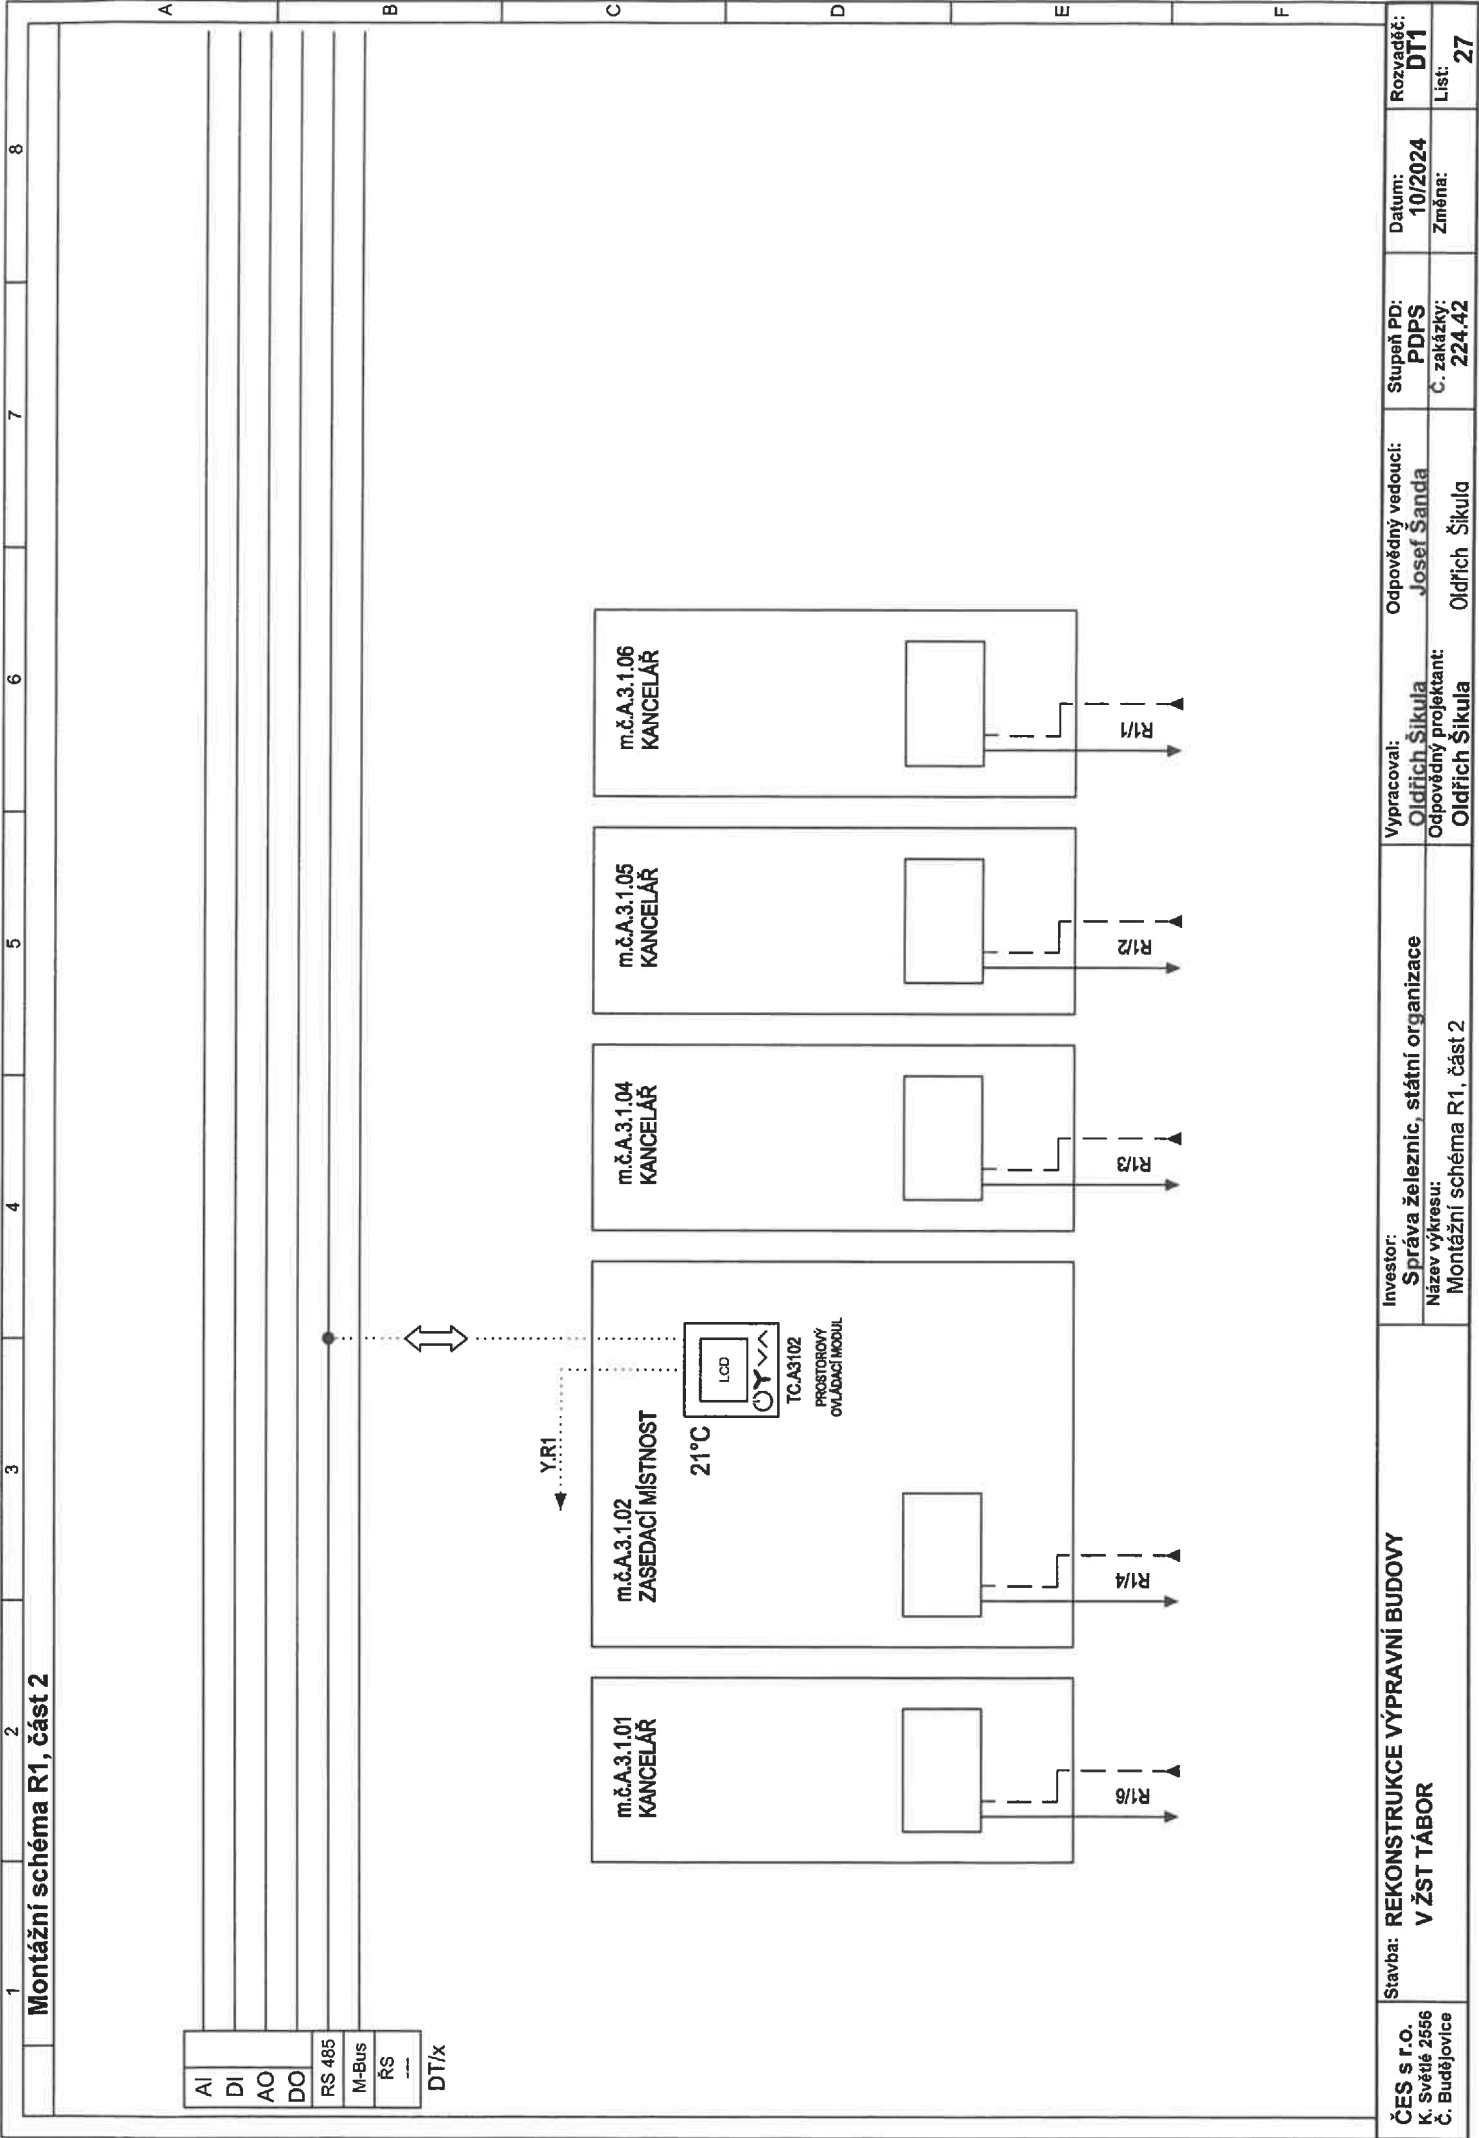 1 2 3 4 5 6 7 8
Montážní schéma R1, část 2
A
B
C
D
E
F
AI
DI
AO
DO
RS 485
M-Bus
ŘS
---
DT/x
Y.R1
m.č.A.3.1.01
KANCELÁŘ
R1/6
m.č.A.3.1.02
ZASEDACÍ MÍSTNOST
21°C
LCD
TC.A3102
PROSTOROVÝ
OVLÁDACÍ MODUL
R1/4
m.č.A.3.1.04
KANCELÁŘ
R1/3
m.č.A.3.1.05
KANCELÁŘ
R1/2
m.č.A.3.1.06
KANCELÁŘ
R1/1
ČES s r.o.
K. Světlé 2556
Č. Budějovice
Stavba: REKONSTRUKCE VÝPRAVNÍ BUDOVY
V ŽST TÁBOR
Investor:
Správa železnic, státní organizace
Název výkresu:
Montážní schéma R1, část 2
Vypracoval:
Oldřich Šikula
Odpovědný projektant:
Oldřich Šikula
Odpovědný vedoucí:
Josef Šanda
Oldřich Šikula
Stupeň PD:
PDPS
Č. zakázky:
224.42
Datum:
10/2024
Změna:
Rozvaděč:
DT1
List:
27